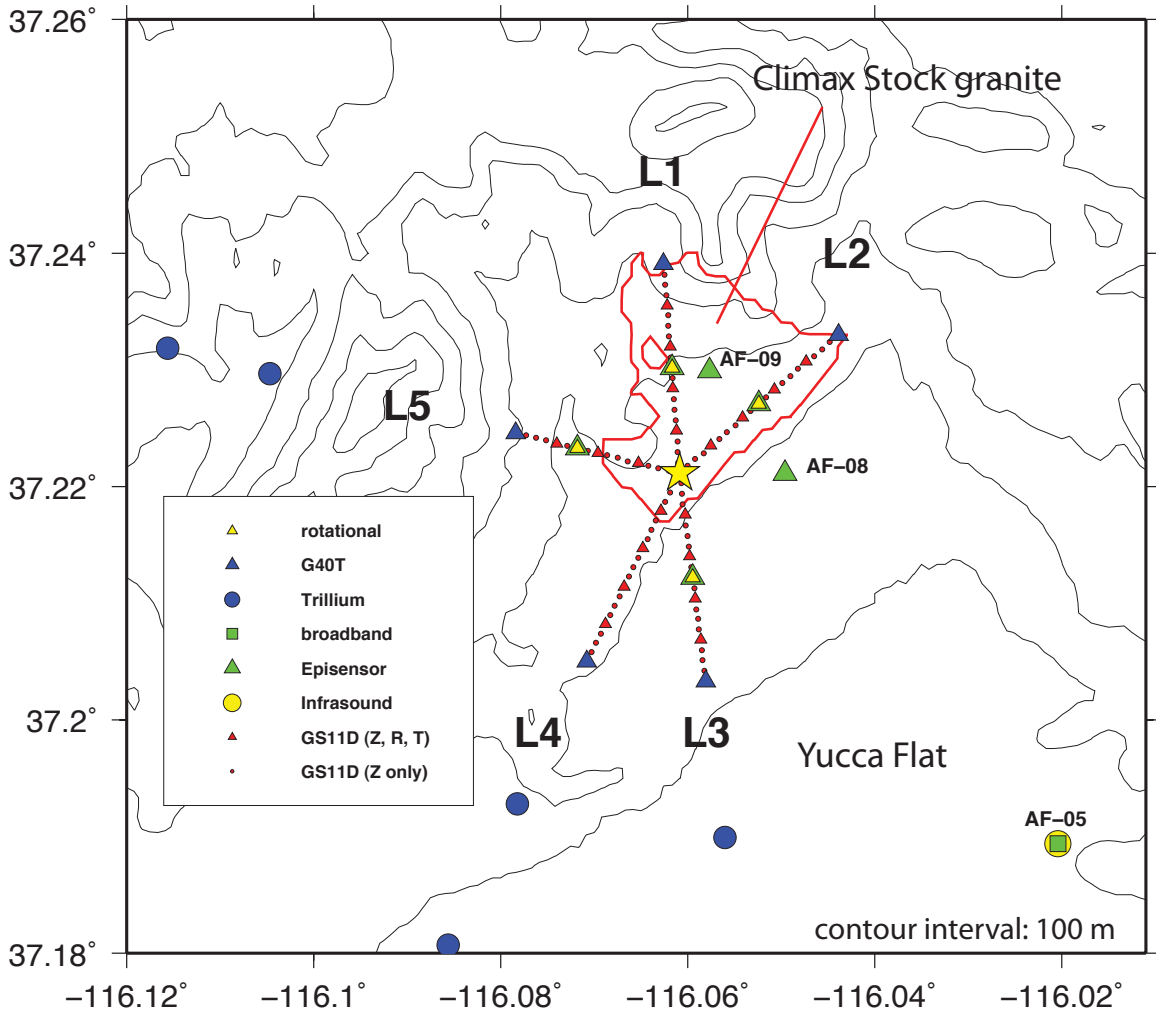 37.26˚
Climax Stock granite
L1
37.24˚
L2
AF−09
L5
AF−08
37.22˚
rotational
G40T
Trillium
broadband
Episensor
Infrasound
GS11D (Z, R, T)
GS11D (Z only)
37.2˚
L4
L3
Yucca Flat
AF−05
contour interval: 100 m
37.18˚
−116.12˚ −116.1˚ −116.08˚ −116.06˚ −116.04˚ −116.02˚